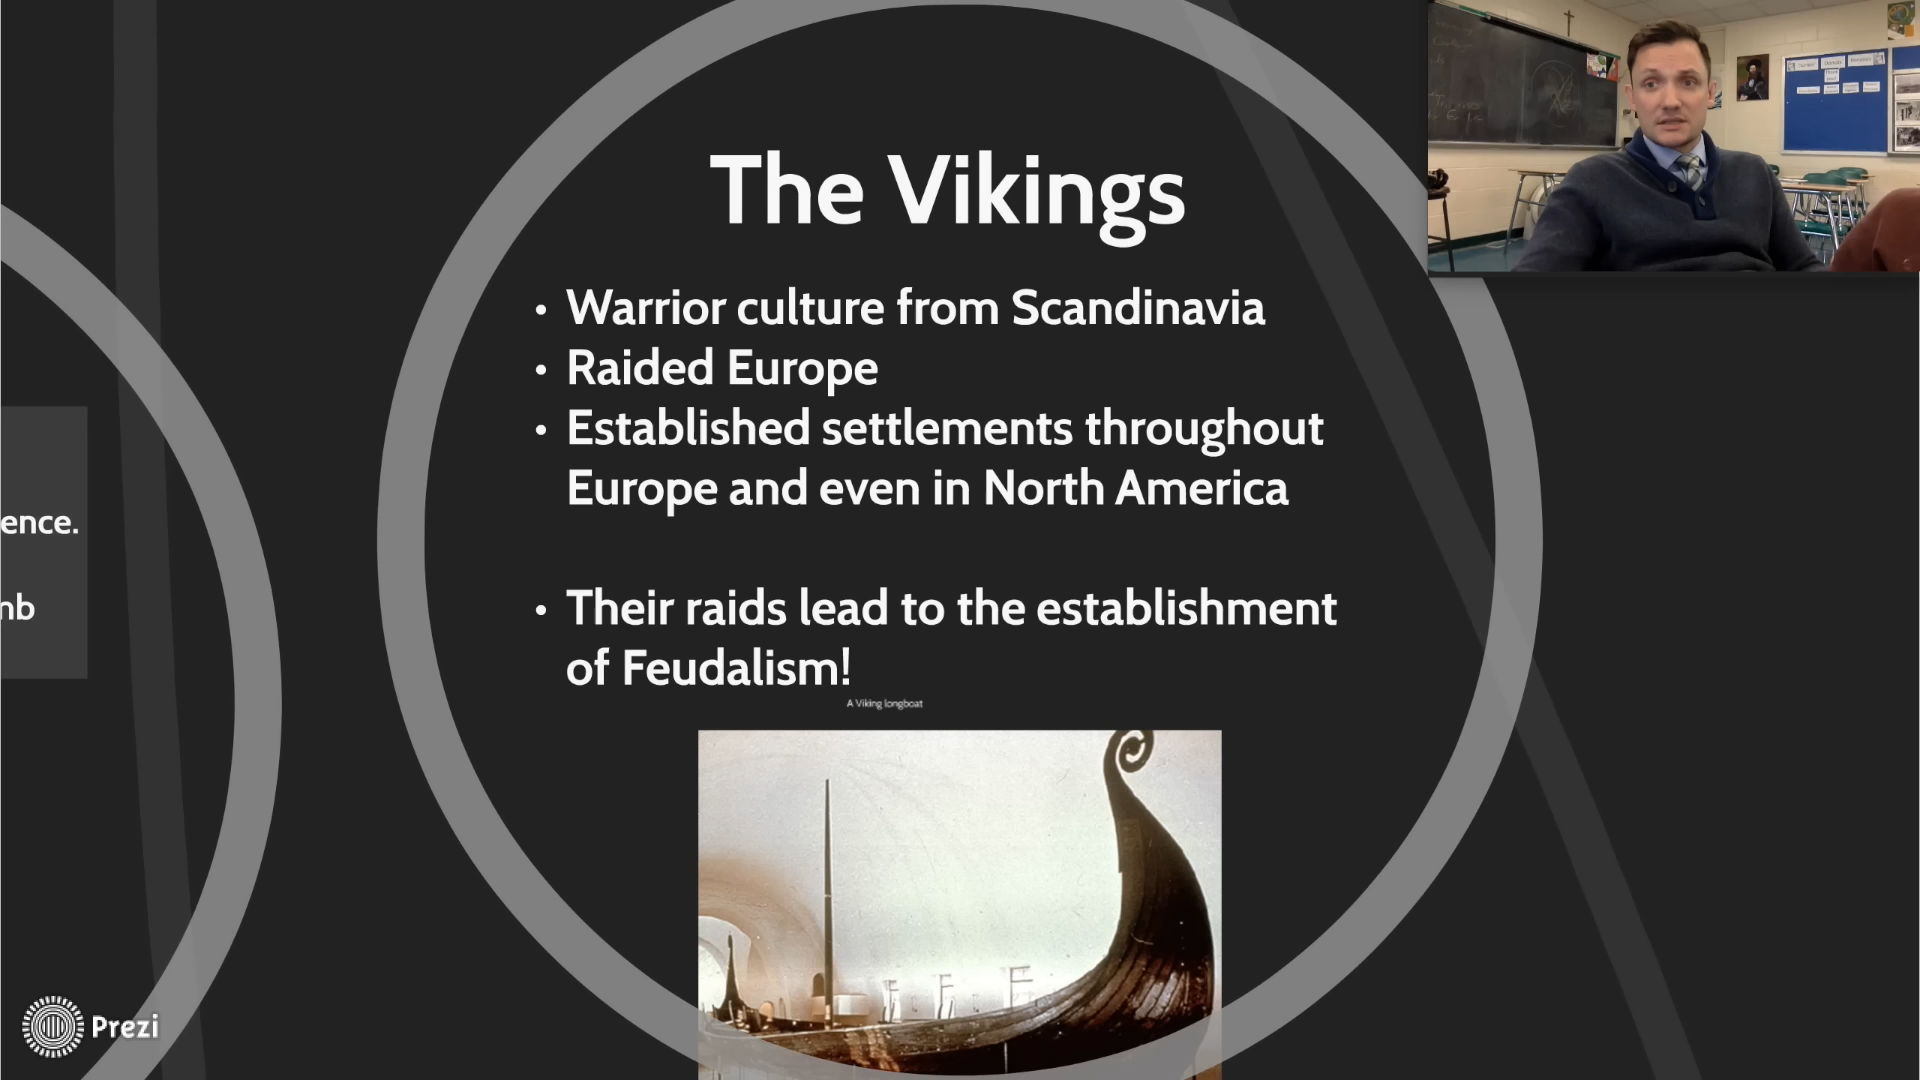 The Vikings
• Warrior culture from Scandinavia
• Raided Europe
• Established settlements throughout
Europe and even in North America
• Their raids lead to the establishment
of Feudalism!
A Viking longboat
ence.
nb
Prezi